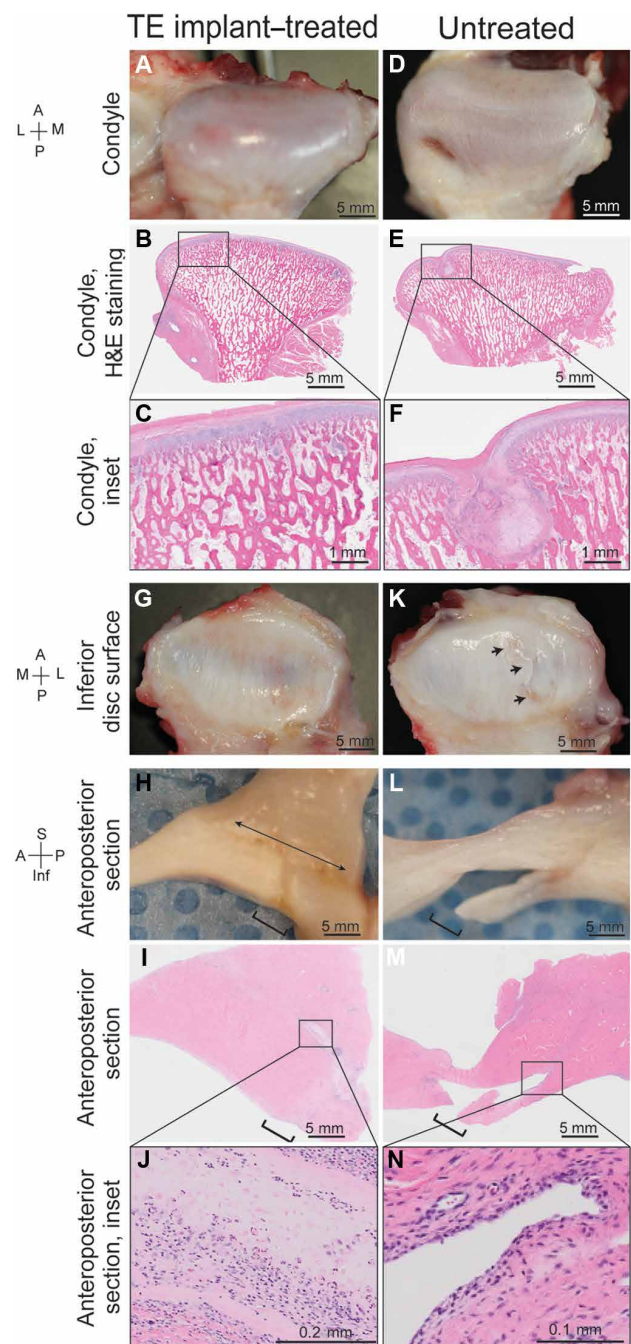 TE implant–treated
Untreated
A
L M
P
Condyle
A
5 mm
D
5 mm
Condyle,
H&E staining
B
5 mm
E
5 mm
Condyle,
inset
C
1 mm
F
1 mm
A
M L
P
Inferior
disc surface
G
5 mm
K
5 mm
S
A P
Inf
Anteroposterior
section
H
5 mm
L
5 mm
Anteroposterior
section
I
5 mm
M
5 mm
Anteroposterior
section, inset
J
0.2 mm
N
0.1 mm